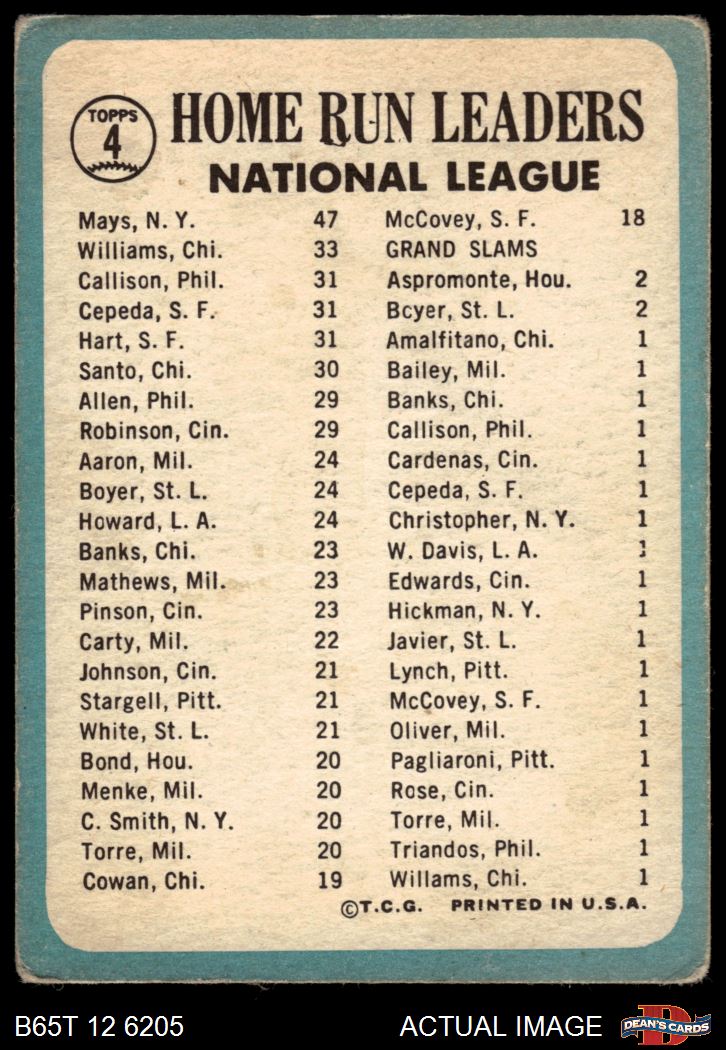 TOPPS
4
HOME RUN LEADERS
NATIONAL LEAGUE
Mays, N. Y. 47
Williams, Chi. 33
Callison, Phil. 31
Cepeda, S. F. 31
Hart, S. F. 31
Santo, Chi. 30
Allen, Phil. 29
Robinson, Cin. 29
Aaron, Mil. 24
Boyer, St. L. 24
Howard, L. A. 24
Banks, Chi. 23
Mathews, Mil. 23
Pinson, Cin. 23
Carty, Mil. 22
Johnson, Cin. 21
Stargell, Pitt. 21
White, St. L. 21
Bond, Hou. 20
Menke, Mil. 20
C. Smith, N. Y. 20
Torre, Mil. 20
Cowan, Chi. 19
McCovey, S. F. 18
GRAND SLAMS
Aspromonte, Hou. 2
Boyer, St. L. 2
Amalfitano, Chi. 1
Bailey, Mil. 1
Banks, Chi. 1
Callison, Phil. 1
Cardenas, Cin. 1
Cepeda, S. F. 1
Christopher, N. Y. 1
W. Davis, L. A. 1
Edwards, Cin. 1
Hickman, N. Y. 1
Javier, St. L. 1
Lynch, Pitt. 1
McCovey, S. F. 1
Oliver, Mil. 1
Pagliaroni, Pitt. 1
Rose, Cin. 1
Torre, Mil. 1
Triandos, Phil. 1
Willams, Chi. 1
©T.C.G. PRINTED IN U.S.A.
B65T 12 6205 ACTUAL IMAGE
DEAN'S CARDS